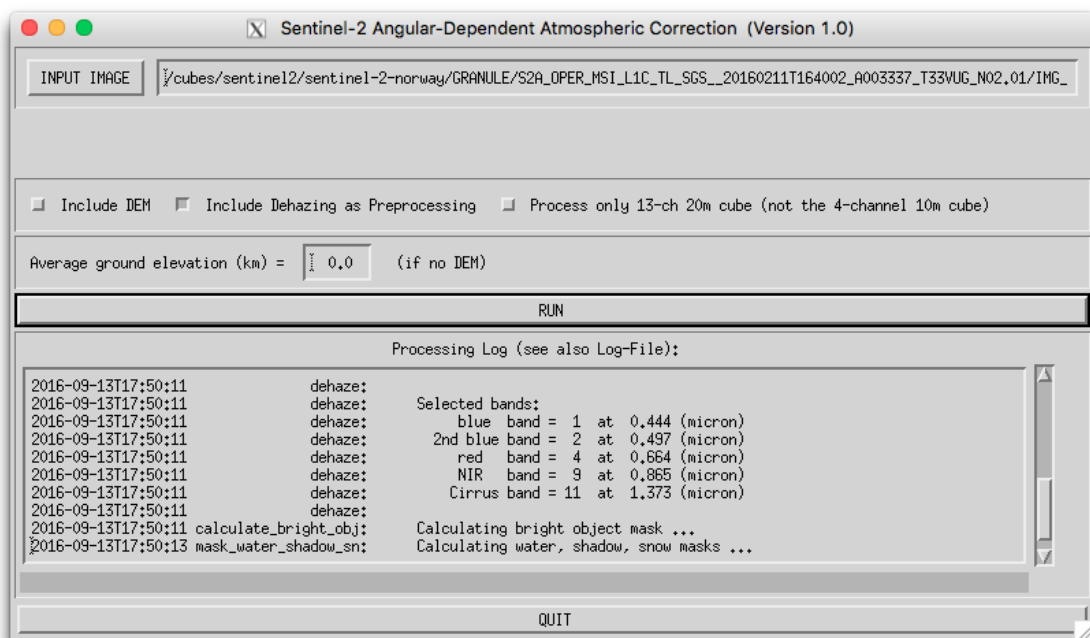 Sentinel-2 Angular-Dependent Atmospheric Correction (Version 1.0)
INPUT IMAGE /cubes/sentinel2/sentinel-2-norway/GRANULE/S2A_OPER_MSI_L1C_TL_SGS__20160211T164002_A003337_T33VUG_N02.01/IMG_
Include DEM Include Dehazing as Preprocessing Process only 13-ch 20m cube (not the 4-channel 10m cube)
Average ground elevation (km) = 0.0 (if no DEM)
RUN
Processing Log (see also Log-File):
2016-09-13T17:50:11 dehaze:
2016-09-13T17:50:11 dehaze: Selected bands:
2016-09-13T17:50:11 dehaze: blue band = 1 at 0.444 (micron)
2016-09-13T17:50:11 dehaze: 2nd blue band = 2 at 0.497 (micron)
2016-09-13T17:50:11 dehaze: red band = 4 at 0.664 (micron)
2016-09-13T17:50:11 dehaze: NIR band = 9 at 0.865 (micron)
2016-09-13T17:50:11 dehaze: Cirrus band = 11 at 1.373 (micron)
2016-09-13T17:50:11 dehaze:
2016-09-13T17:50:11 calculate_bright_obj: Calculating bright object mask ...
2016-09-13T17:50:13 mask_water_shadow_sn: Calculating water, shadow, snow masks ...
QUIT